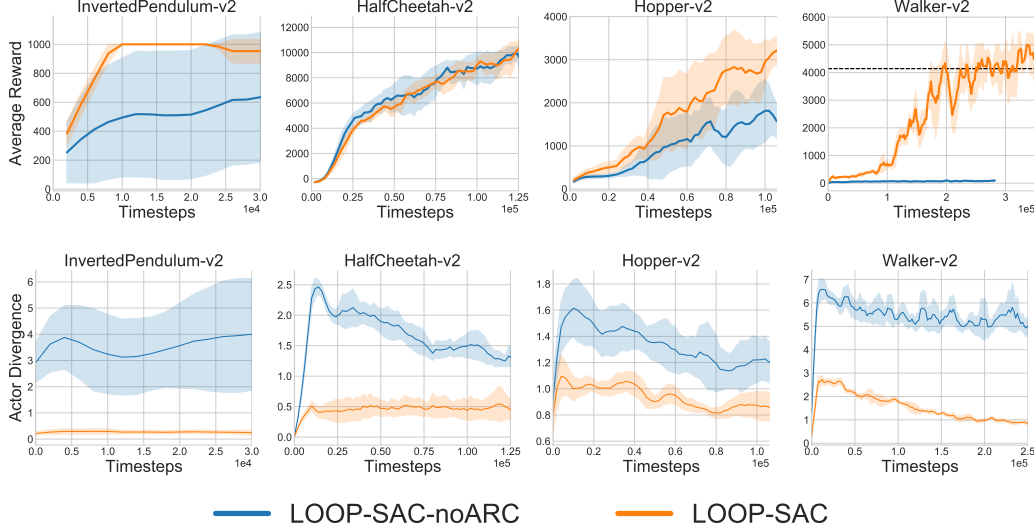 InvertedPendulum-v2 HalfCheetah-v2 Hopper-v2 Walker-v2
Average Reward
1000
800
600
400
200
0
0.0 0.5 1.0 1.5 2.0 2.5 3.0
Timesteps 1e4
12000
10000
8000
6000
4000
2000
0
0.00 0.25 0.50 0.75 1.00 1.25
Timesteps 1e5
4000
3000
2000
1000
0
0.0 0.2 0.4 0.6 0.8 1.0
Timesteps 1e5
6000
5000
4000
3000
2000
1000
0
0 1 2 3
Timesteps 1e5
InvertedPendulum-v2 HalfCheetah-v2 Hopper-v2 Walker-v2
Actor Divergence
6
5
4
3
2
1
0
0.0 0.5 1.0 1.5 2.0 2.5 3.0
Timesteps 1e4
2.5
2.0
1.5
1.0
0.5
0.0
0.00 0.25 0.50 0.75 1.00 1.25
Timesteps 1e5
1.8
1.6
1.4
1.2
1.0
0.8
0.6
0.0 0.2 0.4 0.6 0.8 1.0
Timesteps 1e5
7
6
5
4
3
2
1
0
0.0 0.5 1.0 1.5 2.0 2.5
Timesteps 1e5
LOOP-SAC-noARC LOOP-SAC